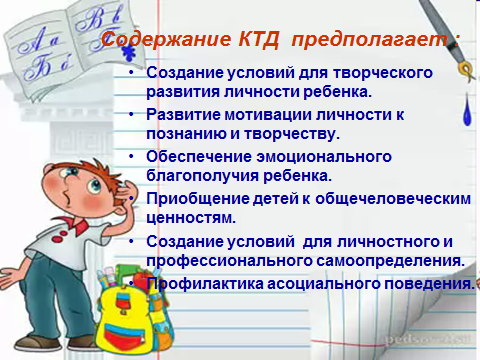 А а
Б б
В в
Содержание КТД предполагает :
• Создание условий для творческого
развития личности ребенка.
• Развитие мотивации личности к
познанию и творчеству.
• Обеспечение эмоционального
благополучия ребенка.
• Приобщение детей к общечеловеческим
ценностям.
• Создание условий для личностного и
профессионального самоопределения.
• Профилактика асоциального поведения.